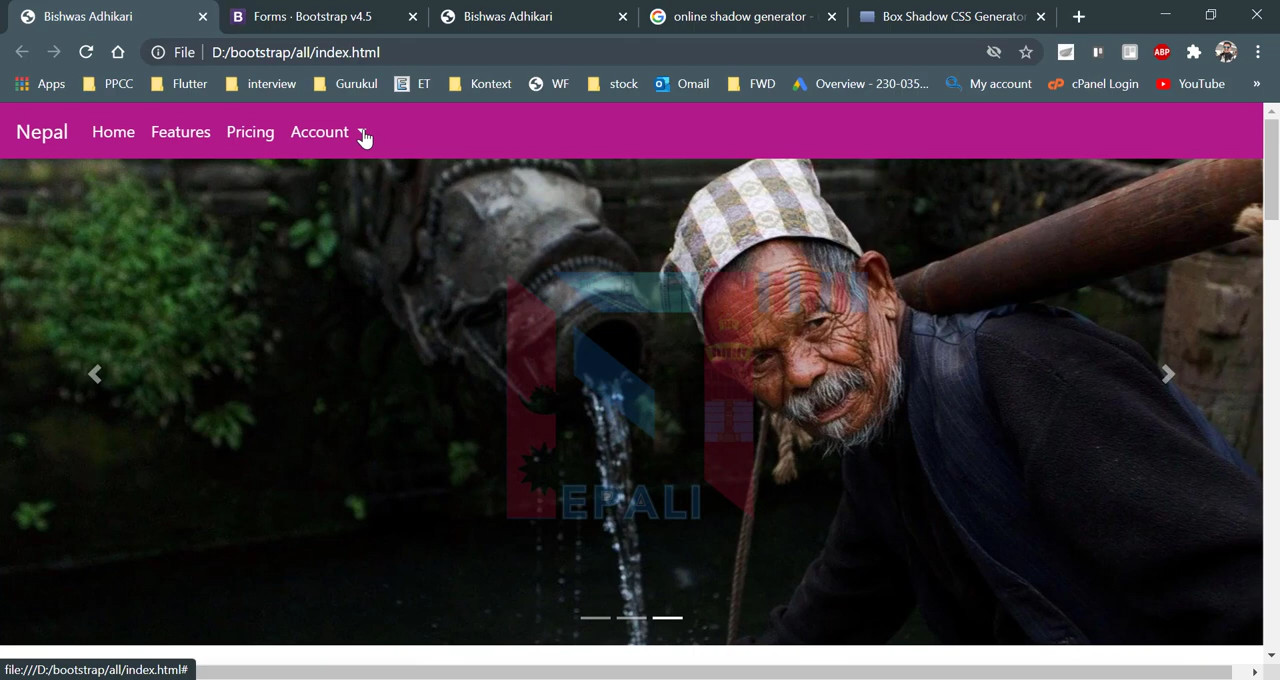 Bishwas Adhikari
Forms · Bootstrap v4.5
Bishwas Adhikari
online shadow generator -
Box Shadow CSS Generator
File D:/bootstrap/all/index.html
ABP
Apps PPCC Flutter interview Gurukul ET Kontext WF stock Omail FWD Overview - 230-035... My account cPanel Login YouTube »
Nepal Home Features Pricing Account
EPALI
file:///D:/bootstrap/all/index.html#